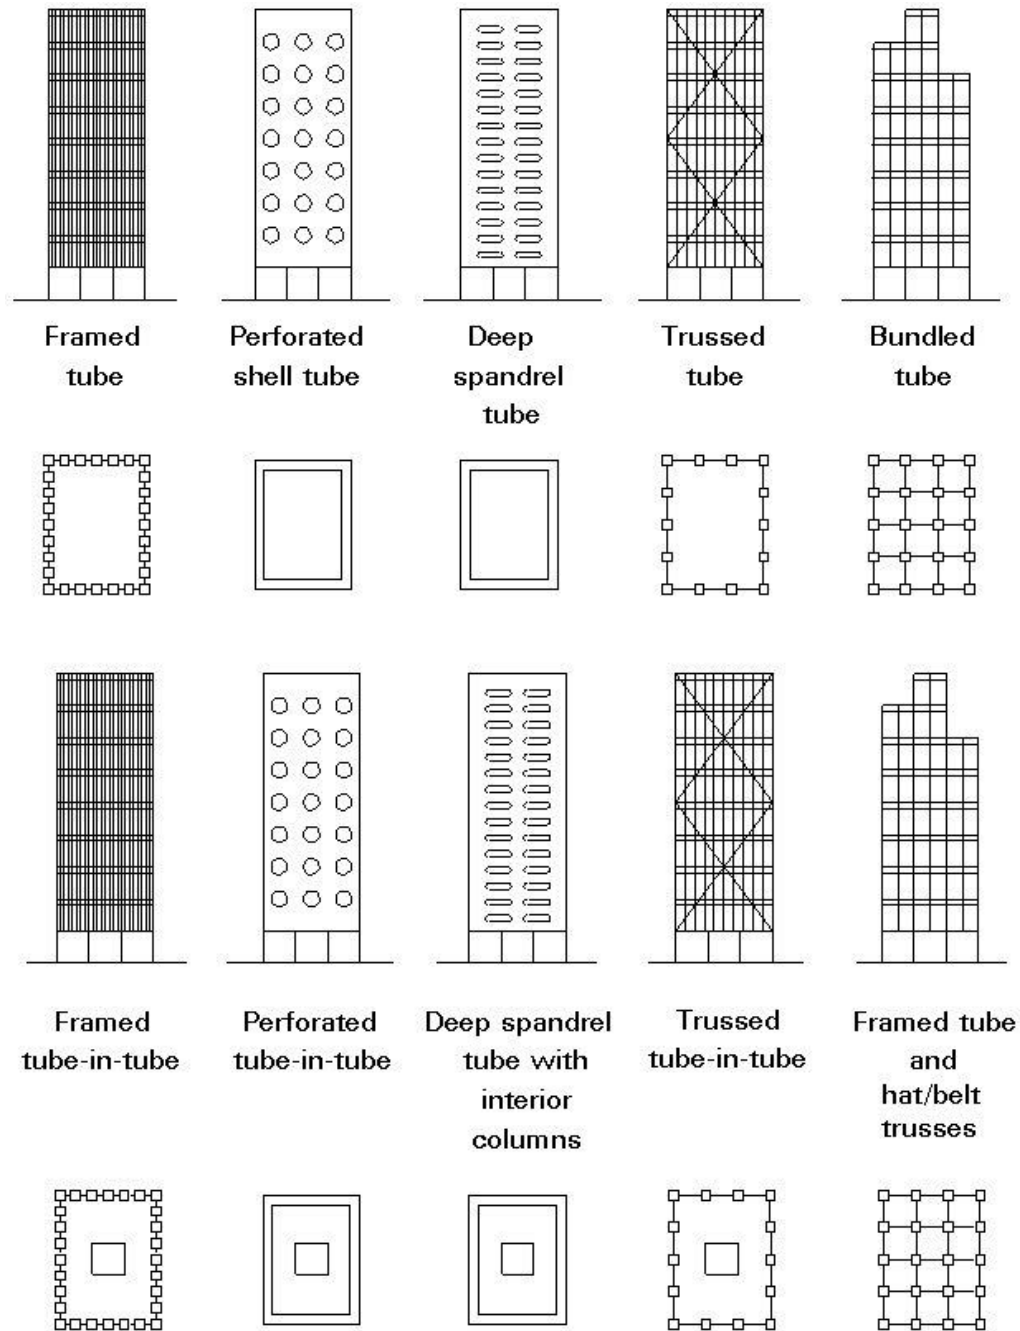 Framed
tube
Perforated
shell tube
Deep
spandrel
tube
Trussed
tube
Bundled
tube
Framed
tube-in-tube
Perforated
tube-in-tube
Deep spandrel
tube with
interior
columns
Trussed
tube-in-tube
Framed tube
and
hat/belt
trusses